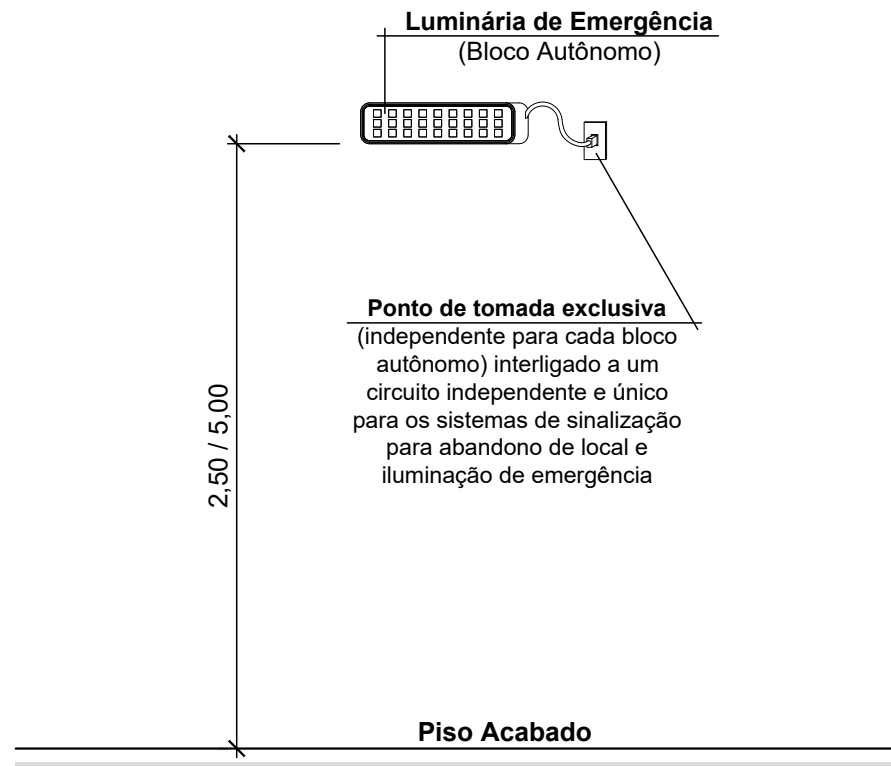 Luminária de Emergência
(Bloco Autônomo)
Ponto de tomada exclusiva
(independente para cada bloco
autônomo) interligado a um
circuito independente e único
para os sistemas de sinalização
para abandono de local e
iluminação de emergência
2,50 / 5,00
Piso Acabado